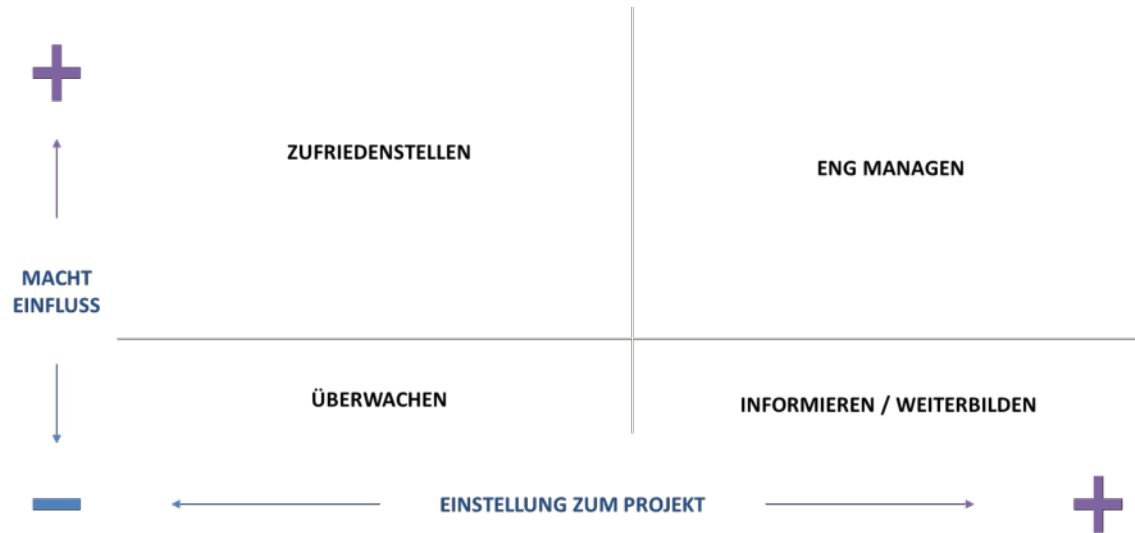 ZUFRIEDENSTELLEN
ENG MANAGEN
MACHT
EINFLUSS
ÜBERWACHEN
INFORMIEREN / WEITERBILDEN
EINSTELLUNG ZUM PROJEKT